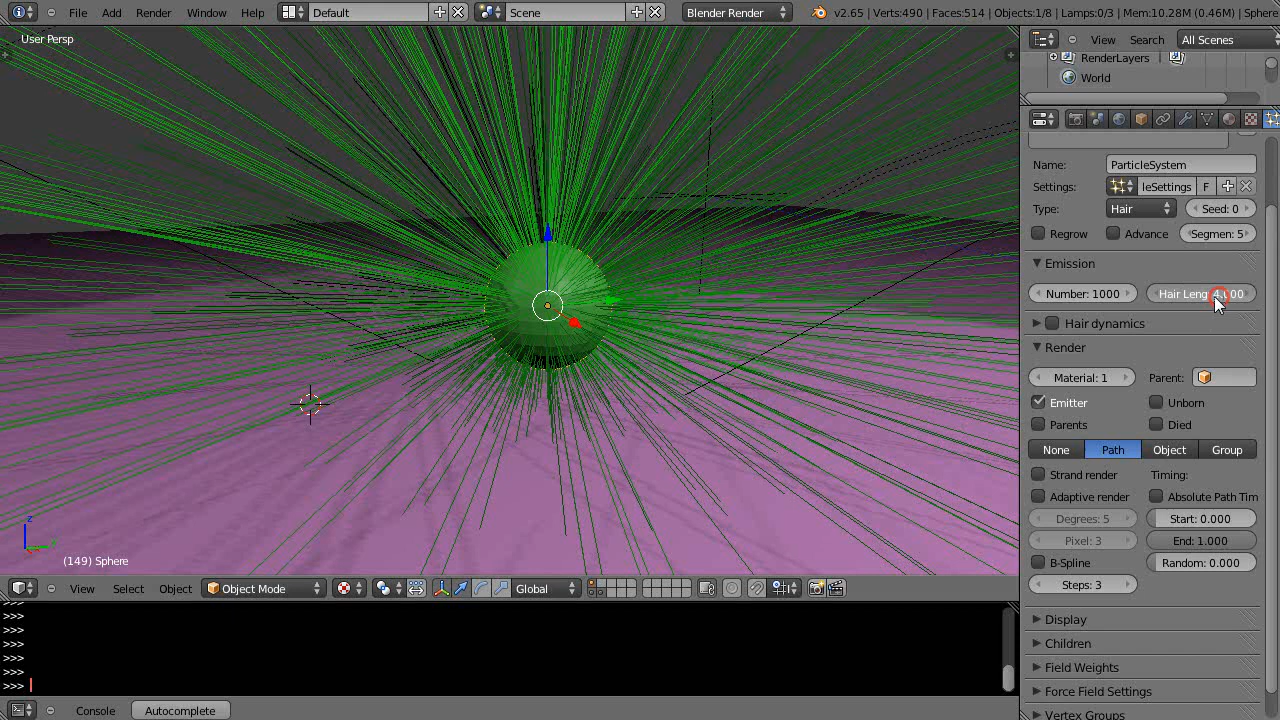 File Add Render Window Help Default Scene Blender Render v2.65 | Verts:490 | Faces:514 | Objects:1/8 | Lamps:0/3 | Mem:10.28M (0.46M) | Sphere
User Persp
View Search All Scenes
RenderLayers
World
Name: ParticleSystem
Settings: leSettings F
Type: Hair Seed: 0
Regrow Advance Segmen: 5
Emission
Number: 1000 Hair Leng
Hair dynamics
Render
Material: 1 Parent:
Emitter Unborn
Parents Died
None Path Object Group
Strand render Timing:
Adaptive render Absolute Path Tim
Degrees: 5 Start: 0.000
Pixel: 3 End: 1.000
B-Spline Random: 0.000
Steps: 3
Display
Children
Field Weights
Force Field Settings
Vertex Groups
z
(149) Sphere
View Select Object Object Mode Global
>>>
>>>
>>>
>>>
>>>
>>>
>>>
Console Autocomplete